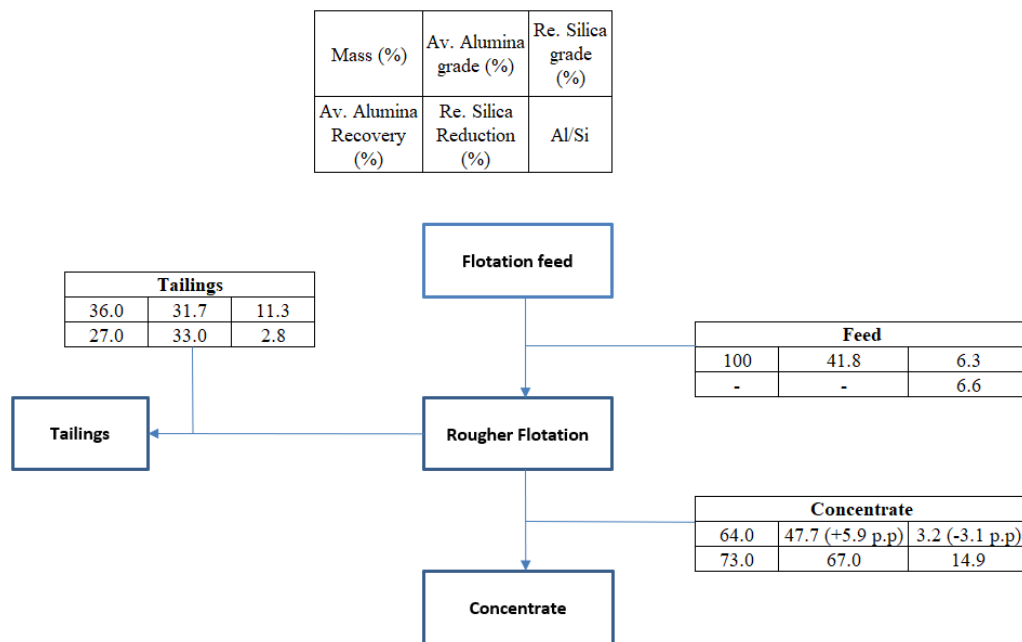 Mass (%)
Av. Alumina
grade (%)
Re. Silica
grade
(%)
Av. Alumina
Recovery
(%)
Re. Silica
Reduction
(%)
Al/Si
Flotation feed
Tailings
36.0 31.7 11.3
27.0 33.0 2.8
Feed
100 41.8 6.3
- - 6.6
Tailings
Rougher Flotation
Concentrate
64.0 47.7 (+5.9 p.p) 3.2 (-3.1 p.p)
73.0 67.0 14.9
Concentrate